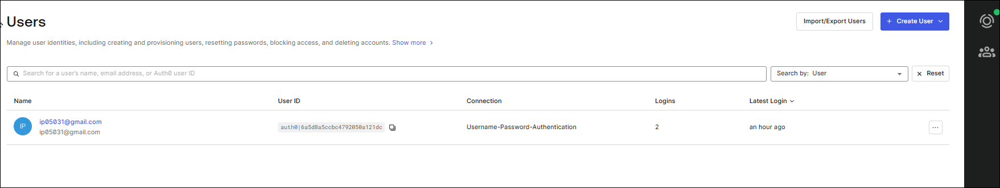 Users
Import/Export Users
+ Create User
Manage user identities, including creating and provisioning users, resetting passwords, blocking access, and deleting accounts. Show more
Search for a user's name, email address, or Auth0 user ID
Search by: User
Reset
Name User ID Connection Logins Latest Login
IP
ip05031@gmail.com
ip05031@gmail.com
auth0|6a5d8a5ccbc4792050a121dc
Username-Password-Authentication
2
an hour ago